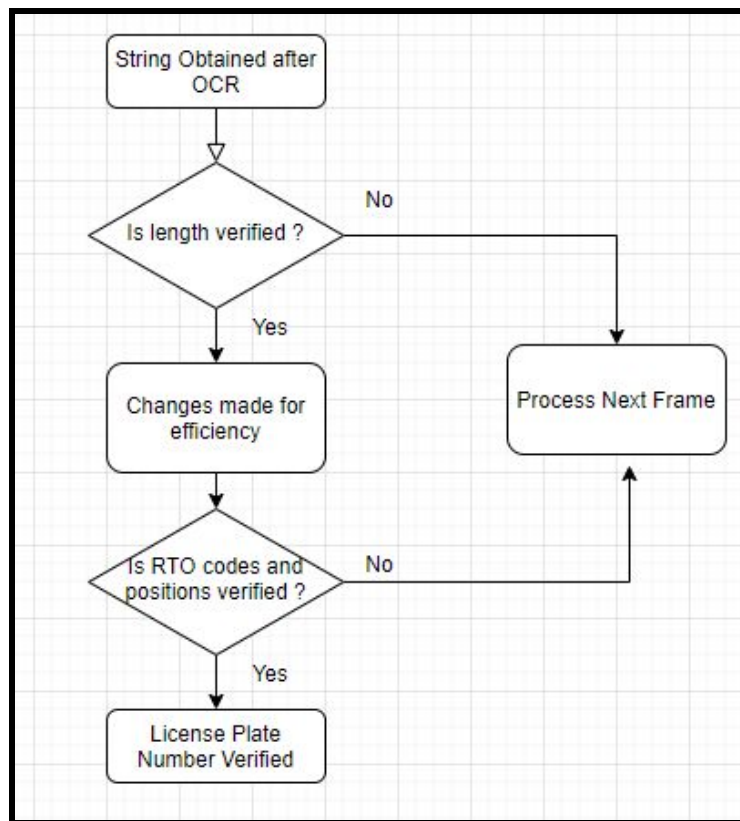 String Obtained after
OCR
No
Is length verified ?
Yes
Changes made for
efficiency
Process Next Frame
Is RTO codes and
positions verified ?
No
Yes
License Plate
Number Verified